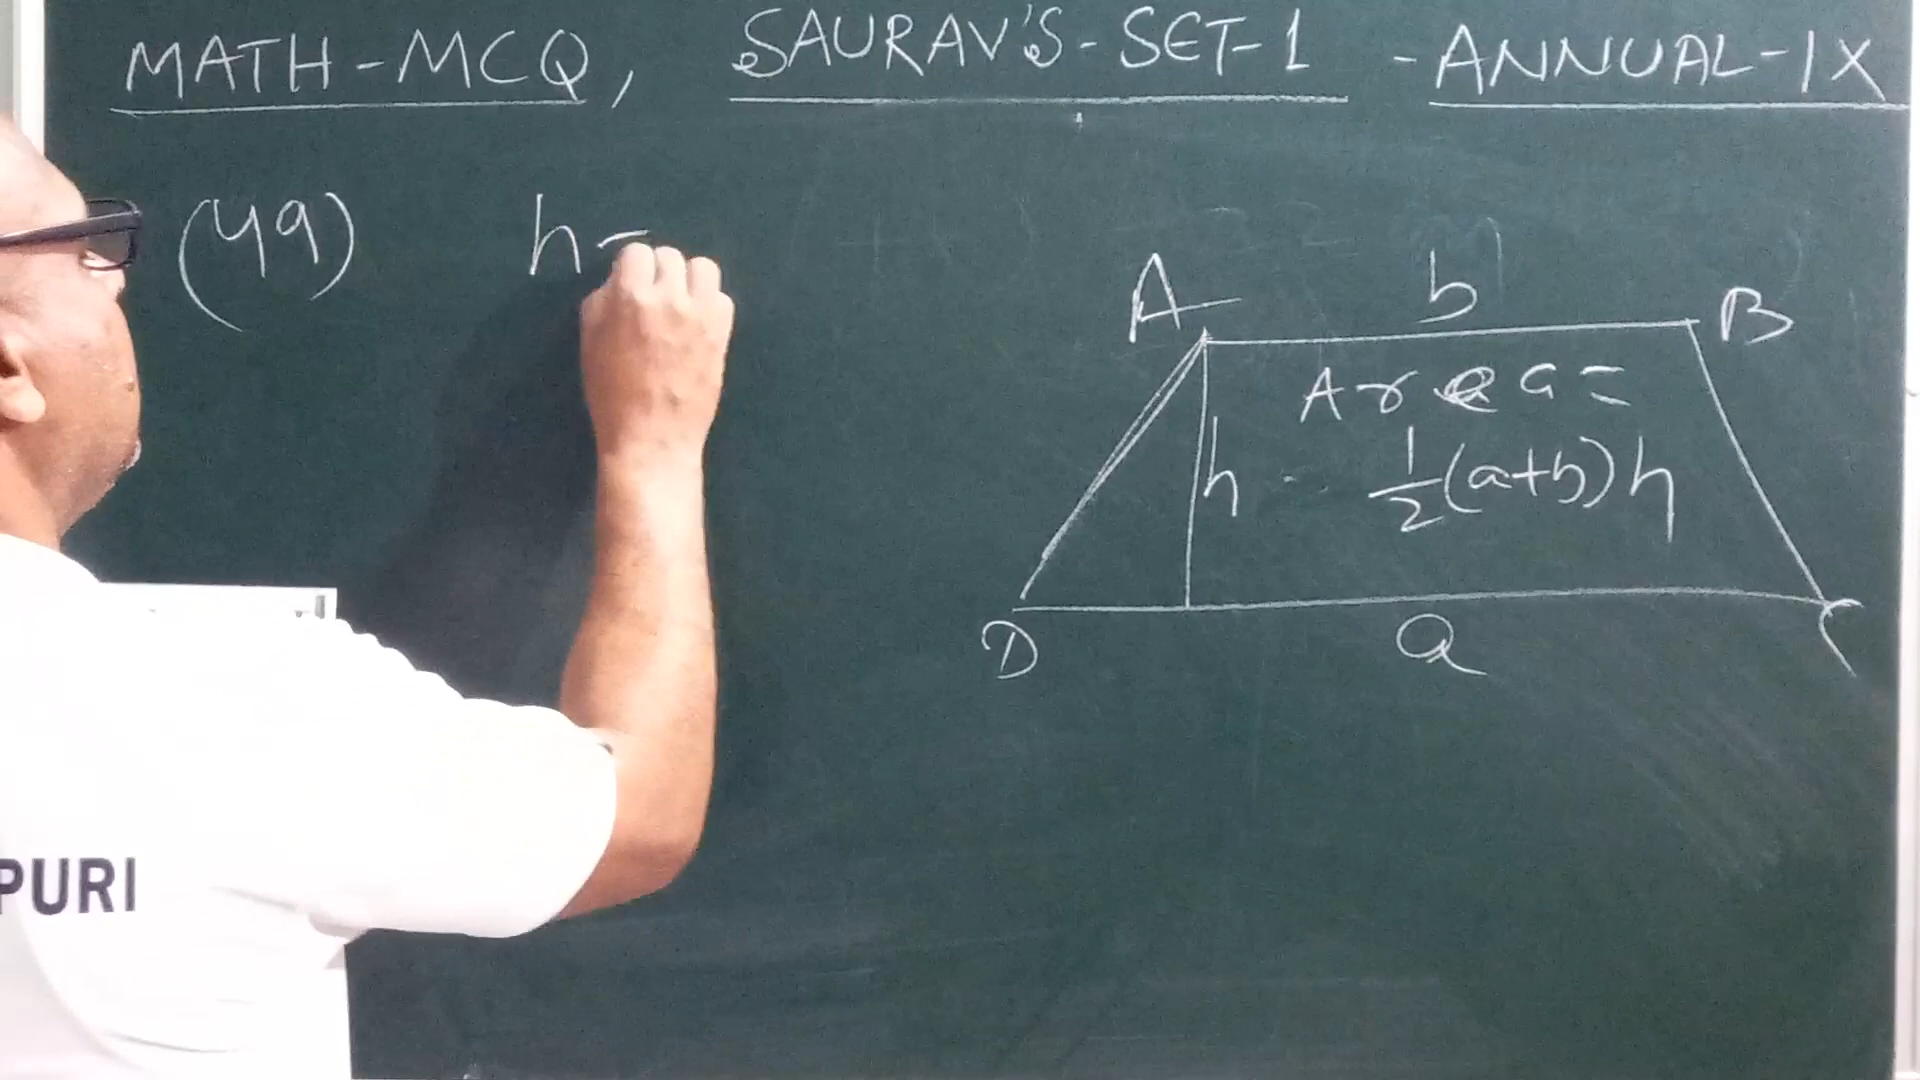 MATH-MCQ, SAURAV'S-SET-1 -ANNUAL-IX
(49) h=
A b B
Area=
h 1/2(a+b)h
D a C
PURI